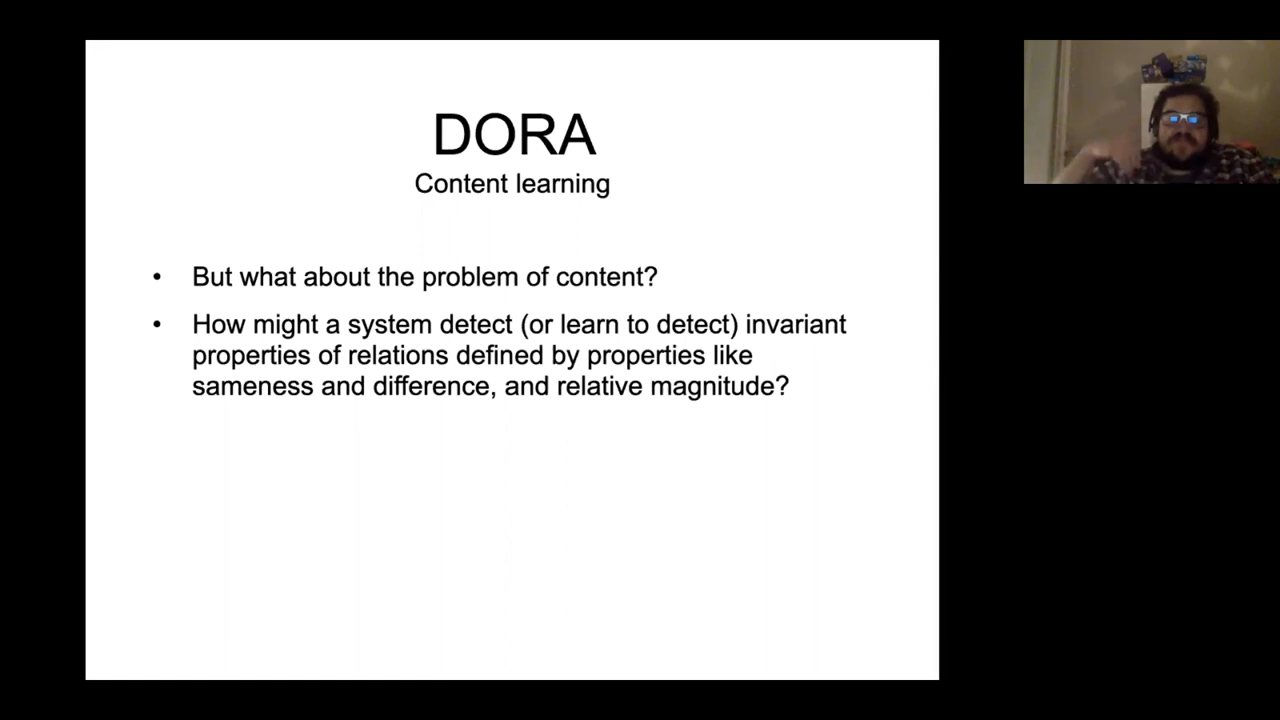 DORA
Content learning
• But what about the problem of content?
• How might a system detect (or learn to detect) invariant
properties of relations defined by properties like
sameness and difference, and relative magnitude?